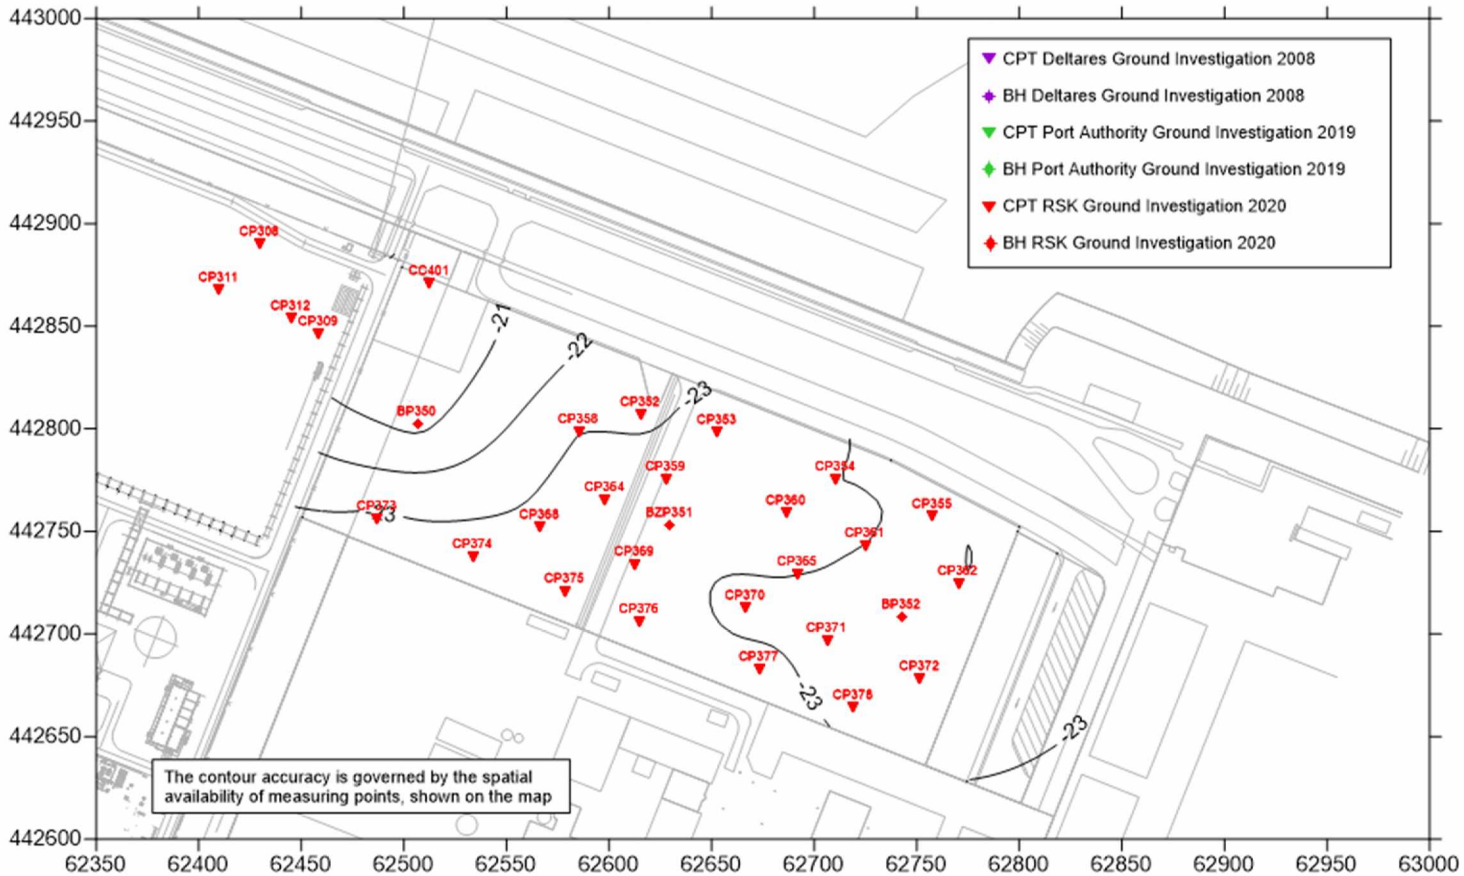 443000
442950
442900
442850
442800
442750
442700
442650
442600
62350
62400
62450
62500
62550
62600
62650
62700
62750
62800
62850
62900
62950
63000
CPT Deltares Ground Investigation 2008
BH Deltares Ground Investigation 2008
CPT Port Authority Ground Investigation 2019
BH Port Authority Ground Investigation 2019
CPT RSK Ground Investigation 2020
BH RSK Ground Investigation 2020
CP308
CP311
CC401
CP312
CP309
-21
-22
-23
BP350
CP352
CP358
CP353
CP359
CP354
CP364
CP360
CP355
CP373
-23
CP368
BZP351
CP361
CP374
CP369
CP365
CP362
CP375
CP370
BP352
CP376
CP371
CP377
CP372
-23
CP378
-23
The contour accuracy is governed by the spatial
availability of measuring points, shown on the map